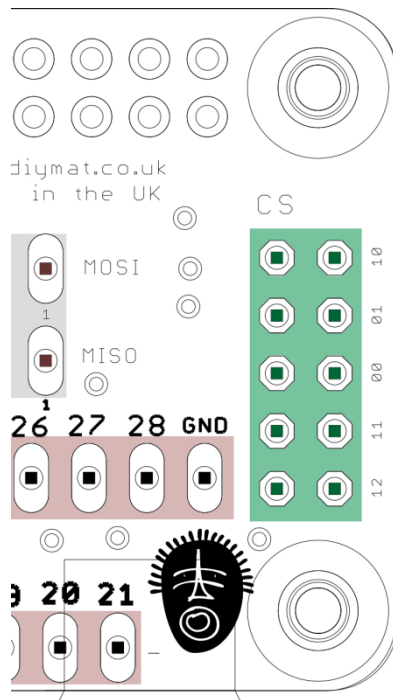 diymat.co.uk
in the UK
CS
10
MOSI
1
01
MISO
00
1
26 27 28 GND
11
12
20 21